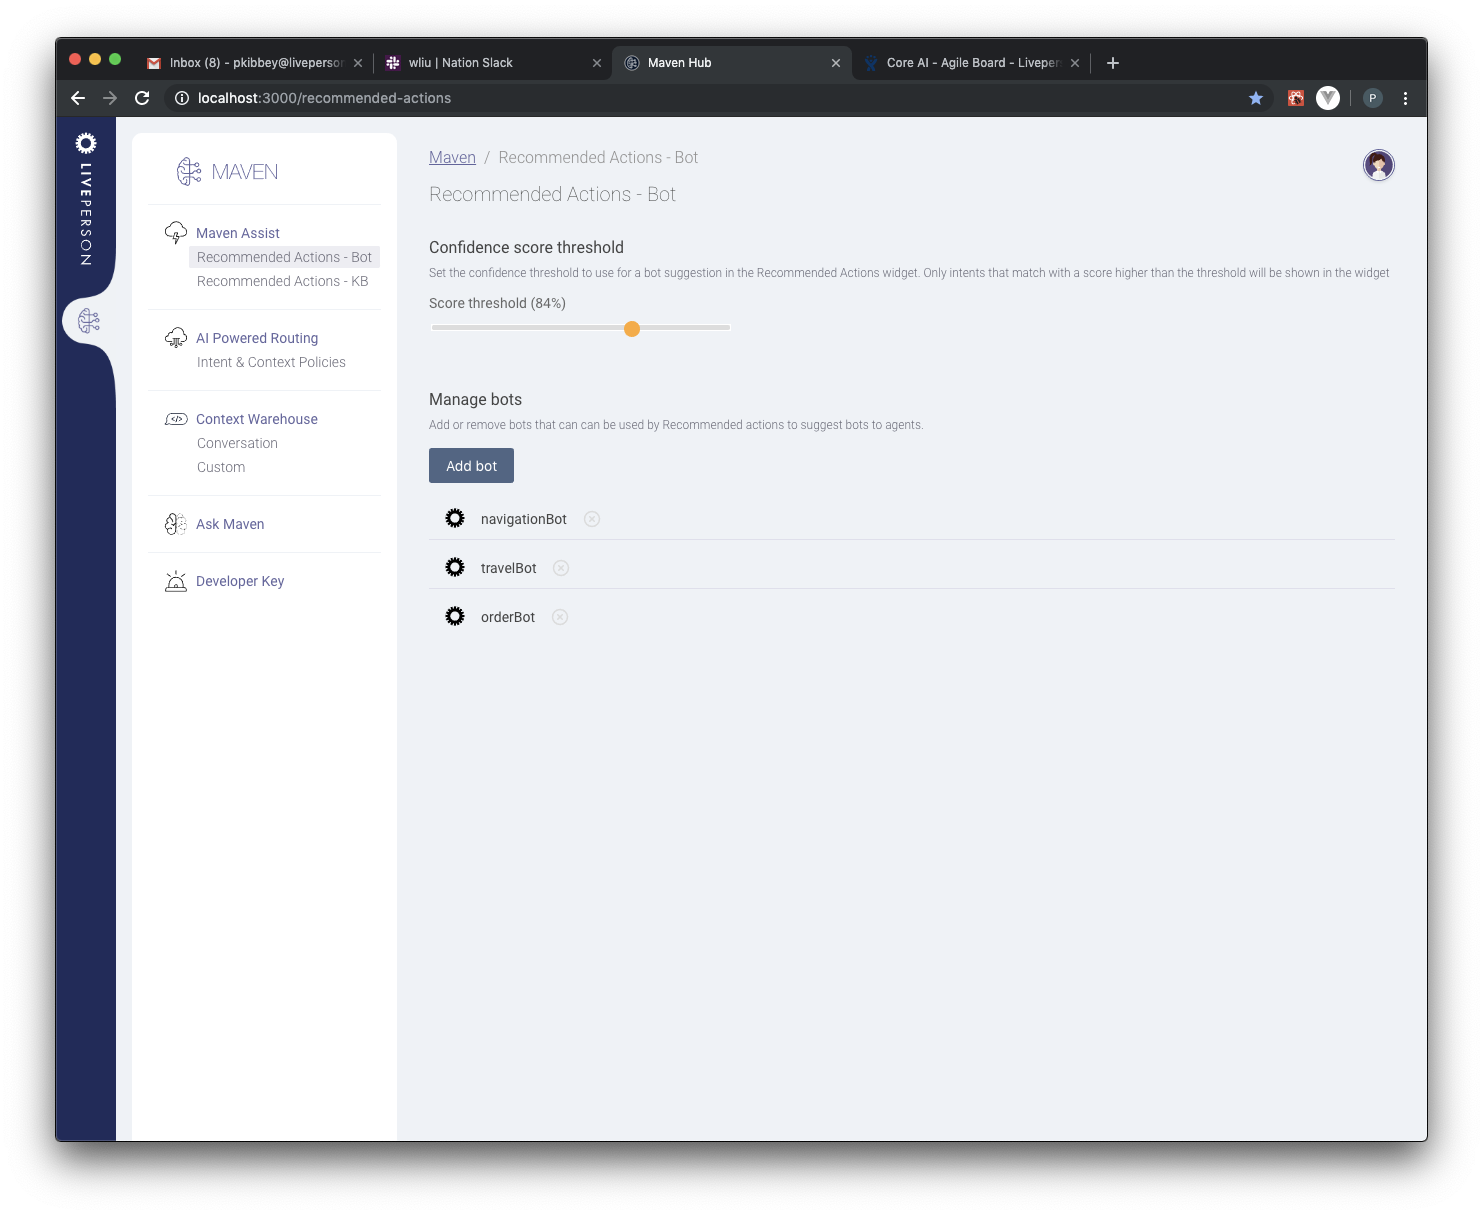 Inbox (8) - pkibbey@liveperson
wliu | Nation Slack
Maven Hub
Core AI - Agile Board - Liveper
localhost:3000/recommended-actions
P
LIVEPERSON
MAVEN
Maven Assist
Recommended Actions - Bot
Recommended Actions - KB
AI Powered Routing
Intent & Context Policies
Context Warehouse
Conversation
Custom
Ask Maven
Developer Key
Maven / Recommended Actions - Bot
Recommended Actions - Bot
Confidence score threshold
Set the confidence threshold to use for a bot suggestion in the Recommended Actions widget. Only intents that match with a score higher than the threshold will be shown in the widget
Score threshold (84%)
Manage bots
Add or remove bots that can can be used by Recommended actions to suggest bots to agents.
Add bot
navigationBot
travelBot
orderBot